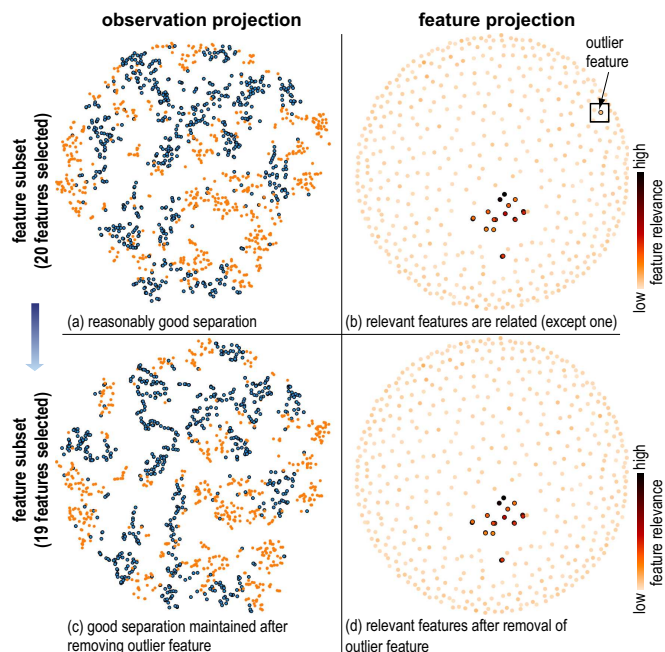 observation projection
feature projection
outlier
feature
feature subset
(20 features selected)
high
feature relevance
low
(a) reasonably good separation
(b) relevant features are related (except one)
feature subset
(19 features selected)
high
feature relevance
low
(c) good separation maintained after
removing outlier feature
(d) relevant features after removal of
outlier feature